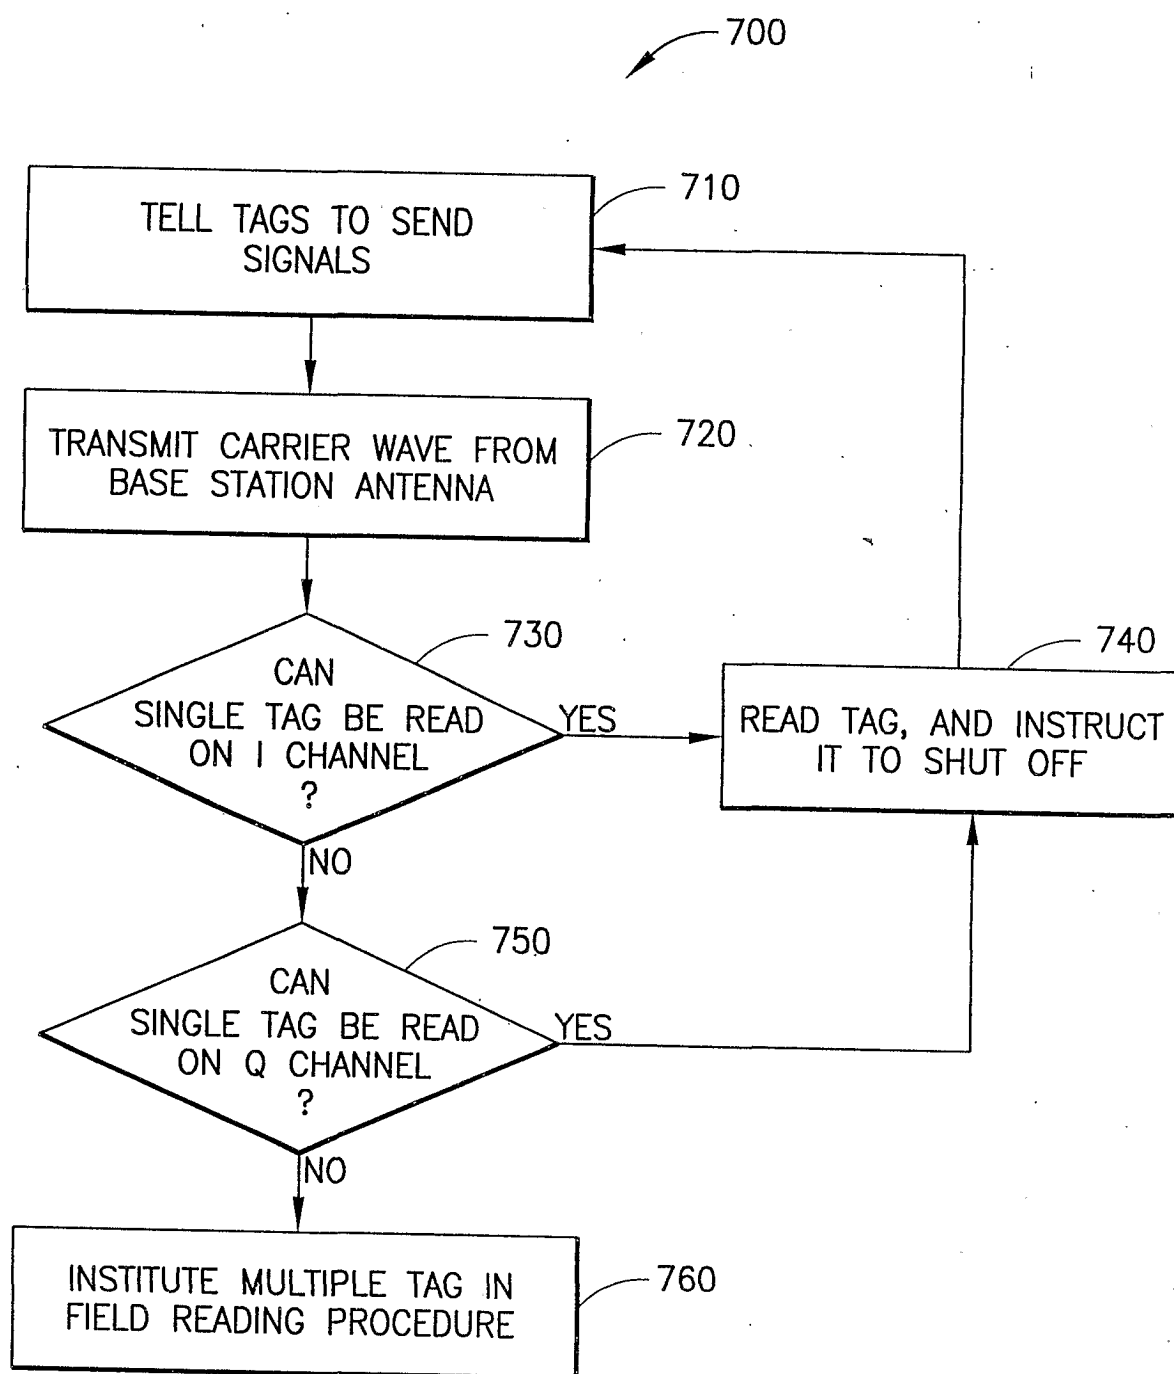 700
710
TELL TAGS TO SEND
SIGNALS
720
TRANSMIT CARRIER WAVE FROM
BASE STATION ANTENNA
730
CAN
SINGLE TAG BE READ
ON I CHANNEL
?
YES
NO
740
READ TAG, AND INSTRUCT
IT TO SHUT OFF
750
CAN
SINGLE TAG BE READ
ON Q CHANNEL
?
YES
NO
760
INSTITUTE MULTIPLE TAG IN
FIELD READING PROCEDURE